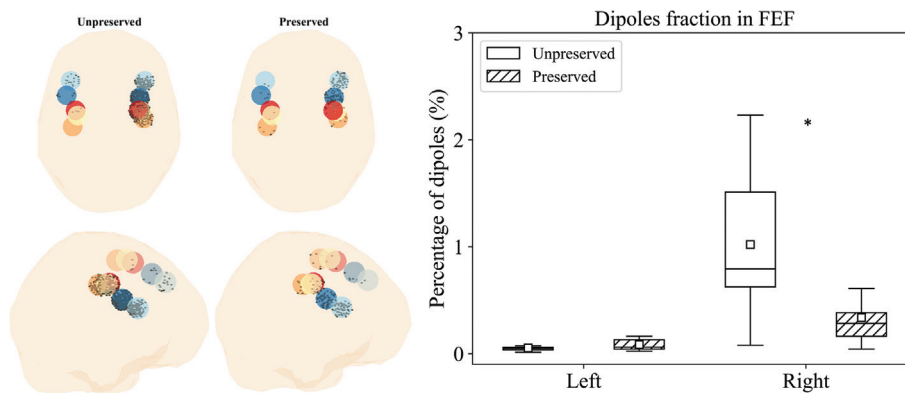 Unpreserved
Preserved
Dipoles fraction in FEF
Percentage of dipoles (%)
3
2
1
0
Unpreserved
Preserved
*
Left
Right